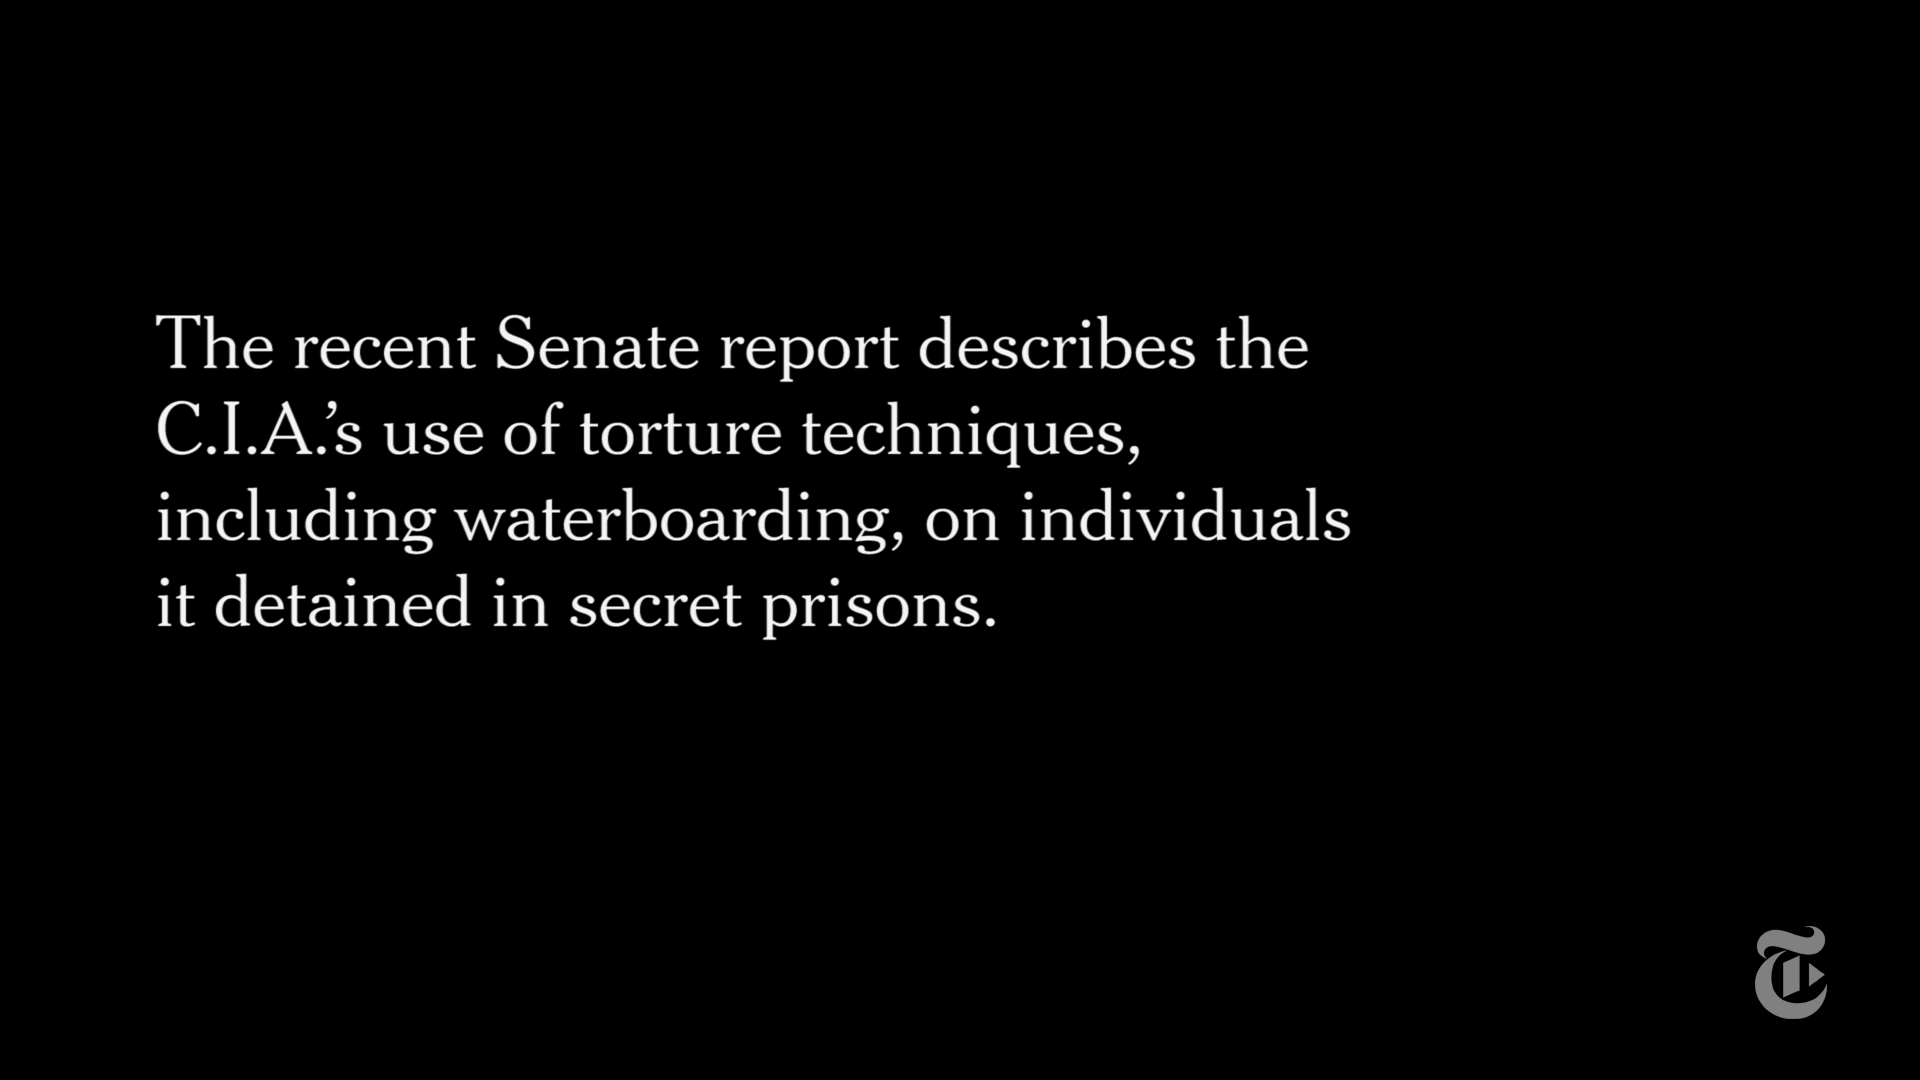 The recent Senate report describes the
C.I.A.’s use of torture techniques,
including waterboarding, on individuals
it detained in secret prisons.
T